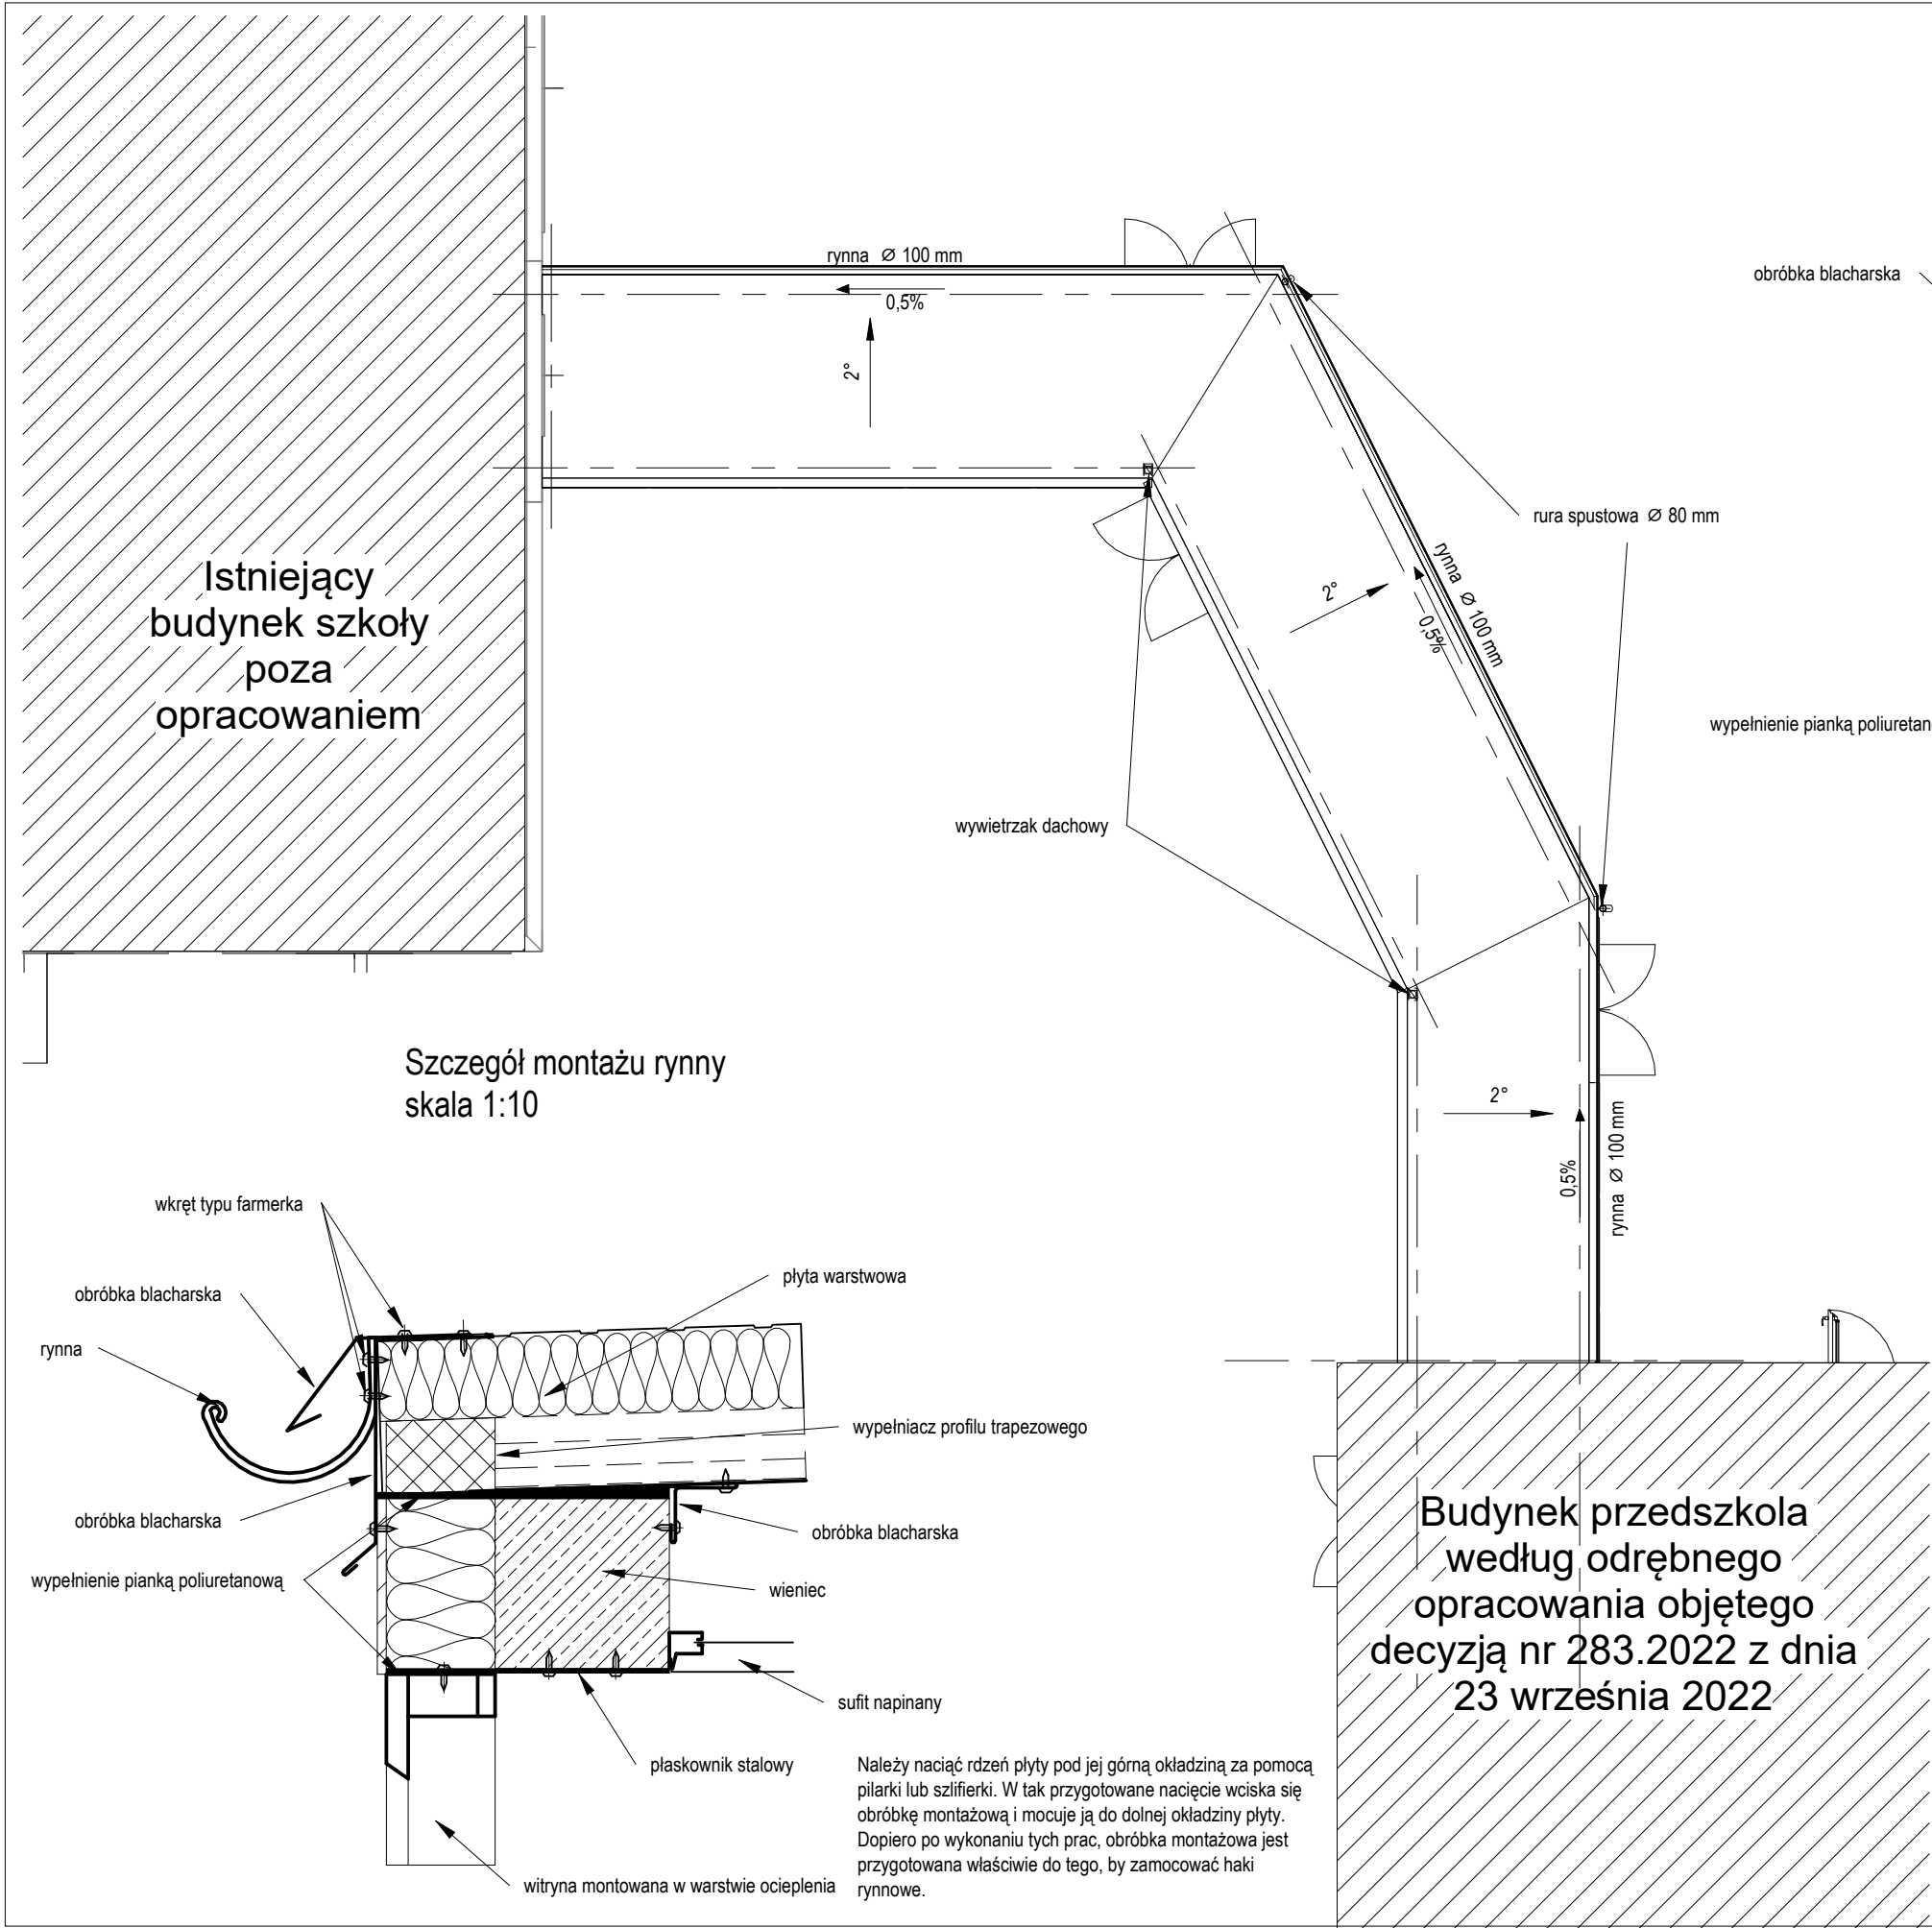 rynna Ø 100 mm
0,5%
2°
obróbka blacharska
rura spustowa Ø 80 mm
rynna Ø 100 mm
2°
0,5%
Istniejący
budynek szkoły
poza
opracowaniem
wypełnienie pianką poliuretan
wywietrzak dachowy
2°
0,5%
rynna Ø 100 mm
Szczegół montażu rynny
skala 1:10
wkręt typu farmerka
obróbka blacharska
rynna
płyta warstwowa
wypełniacz profilu trapezowego
obróbka blacharska
obróbka blacharska
wypełnienie pianką poliuretanową
wieniec
sufit napinany
płaskownik stalowy
witryna montowana w warstwie ocieplenia
Należy naciąć rdzeń płyty pod jej górną okładziną za pomocą
pilarki lub szlifierki. W tak przygotowane nacięcie wciska się
obróbkę montażową i mocuje ją do dolnej okładziny płyty.
Dopiero po wykonaniu tych prac, obróbka montażowa jest
przygotowana właściwie do tego, by zamocować haki
rynnowe.
Budynek przedszkola
według odrębnego
opracowania objętego
decyzją nr 283.2022 z dnia
23 września 2022